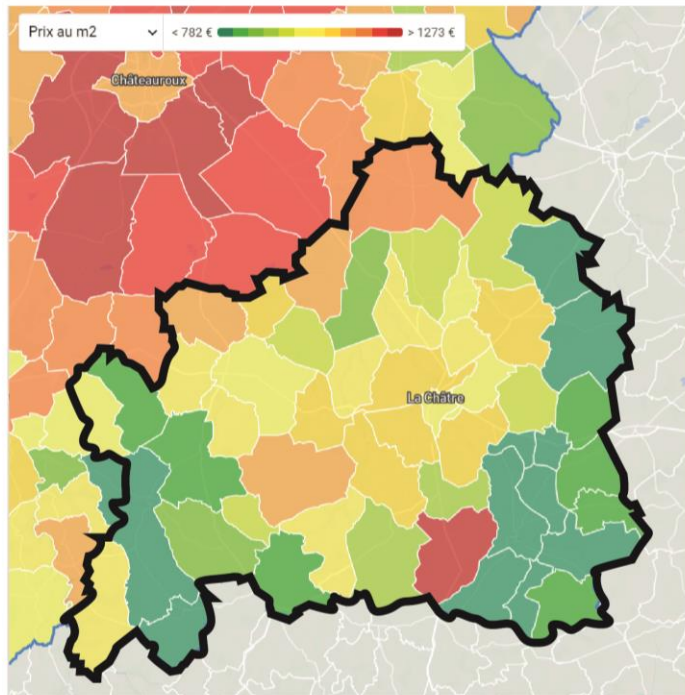 Prix au m2
< 782 € > 1273 €
Châteauroux
La Châtre